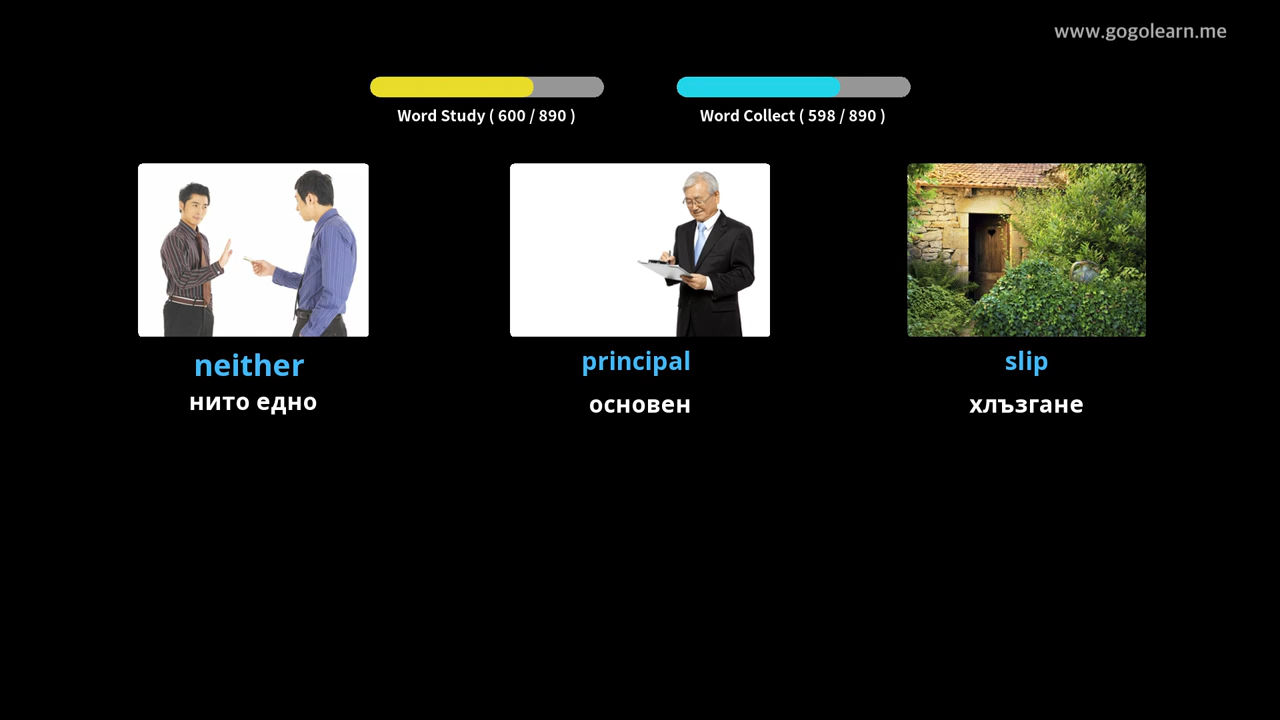 www.gogolearn.me
Word Study ( 600 / 890 )
Word Collect ( 598 / 890 )
neither
нито едно
principal
основен
slip
хлъзгане